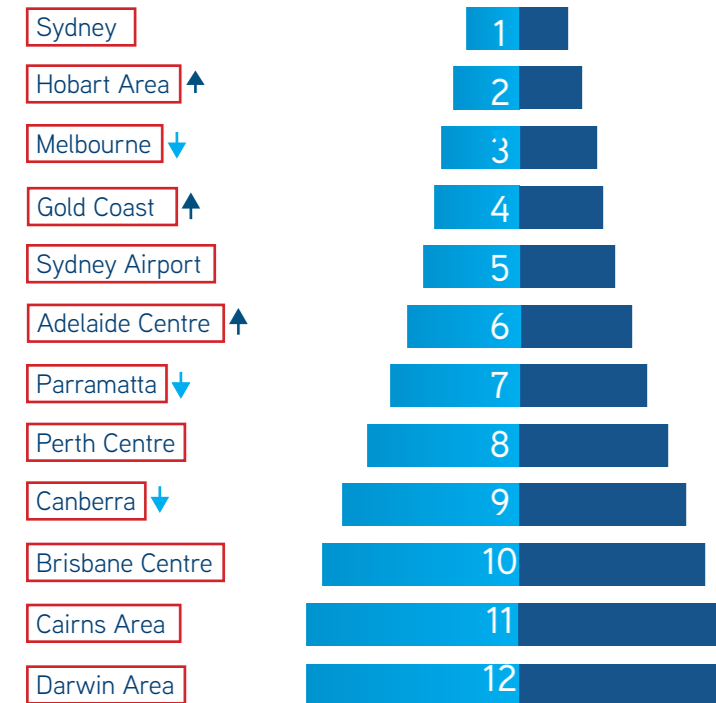 Sydney 1
Hobart Area 2
Melbourne 3
Gold Coast 4
Sydney Airport 5
Adelaide Centre 6
Parramatta 7
Perth Centre 8
Canberra 9
Brisbane Centre 10
Cairns Area 11
Darwin Area 12